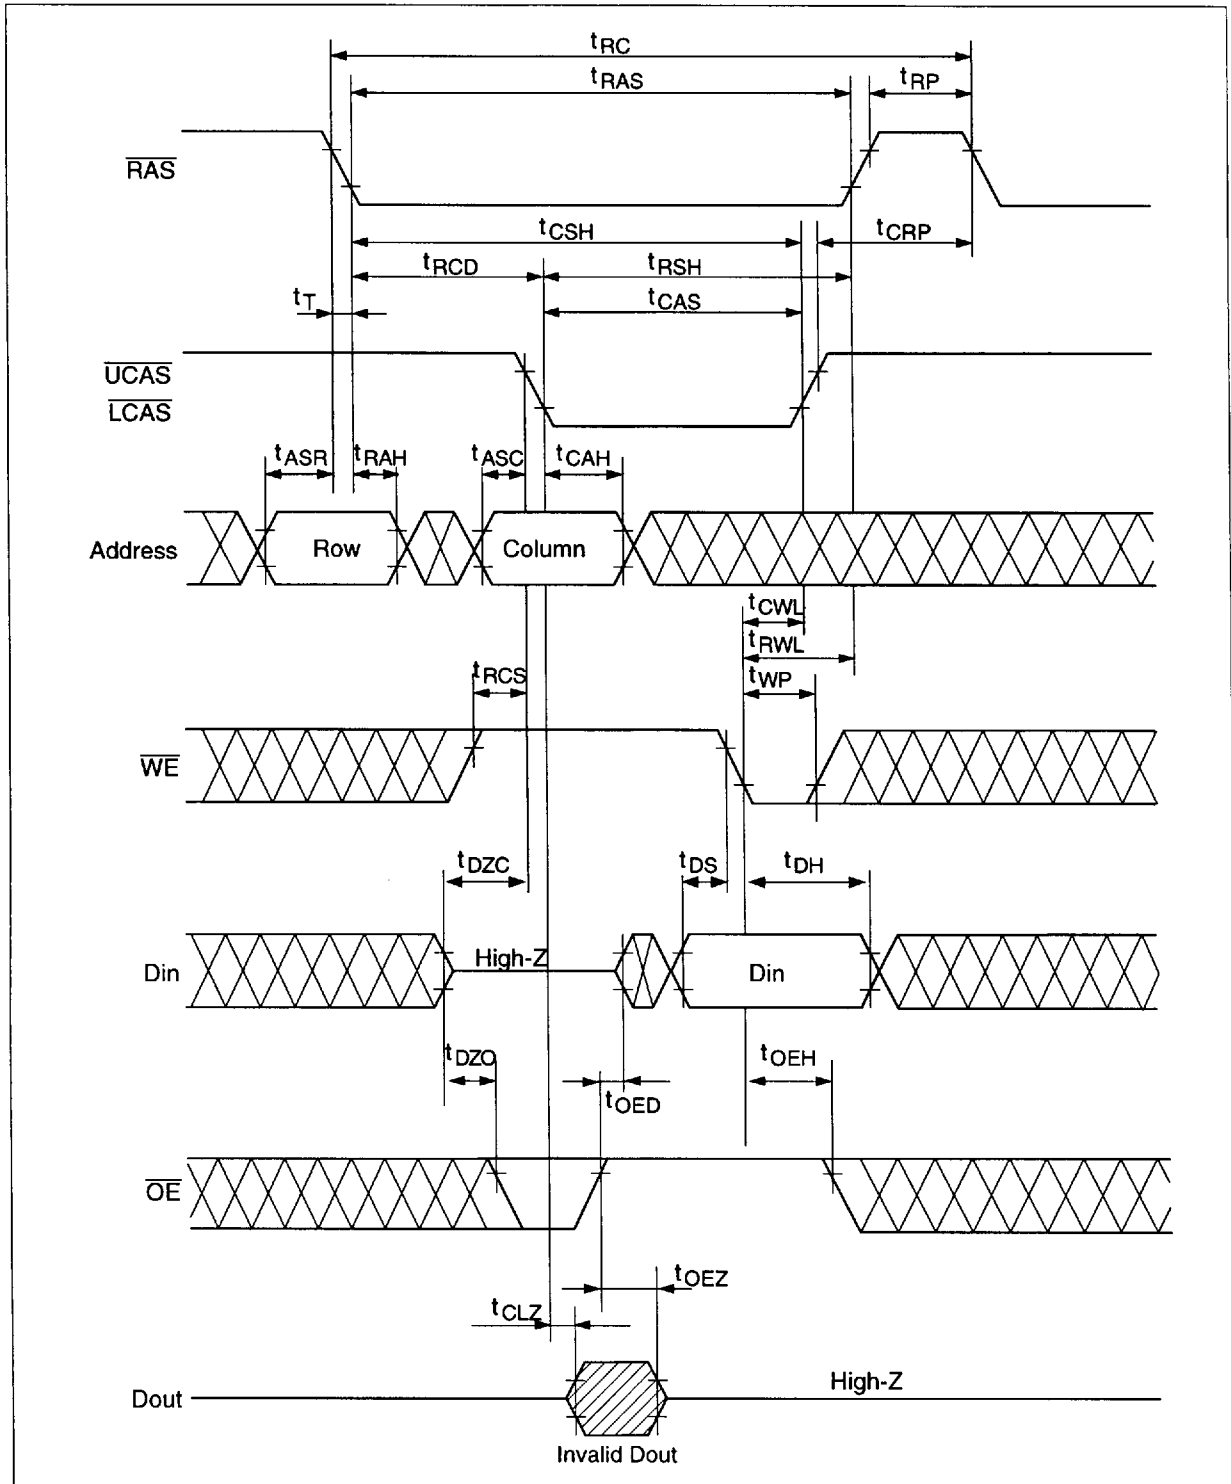 tRC
tRAS
tRP
RAS
tCSH
tCRP
tRCD
tRSH
tT
tCAS
UCAS
LCAS
tASR
tRAH
tASC
tCAH
Address
Row
Column
tCWL
tRWL
tRCS
tWP
WE
tDZC
tDS
tDH
Din
High-Z
Din
tDZO
tOED
tOEH
OE
tOEZ
tCLZ
Dout
High-Z
Invalid Dout